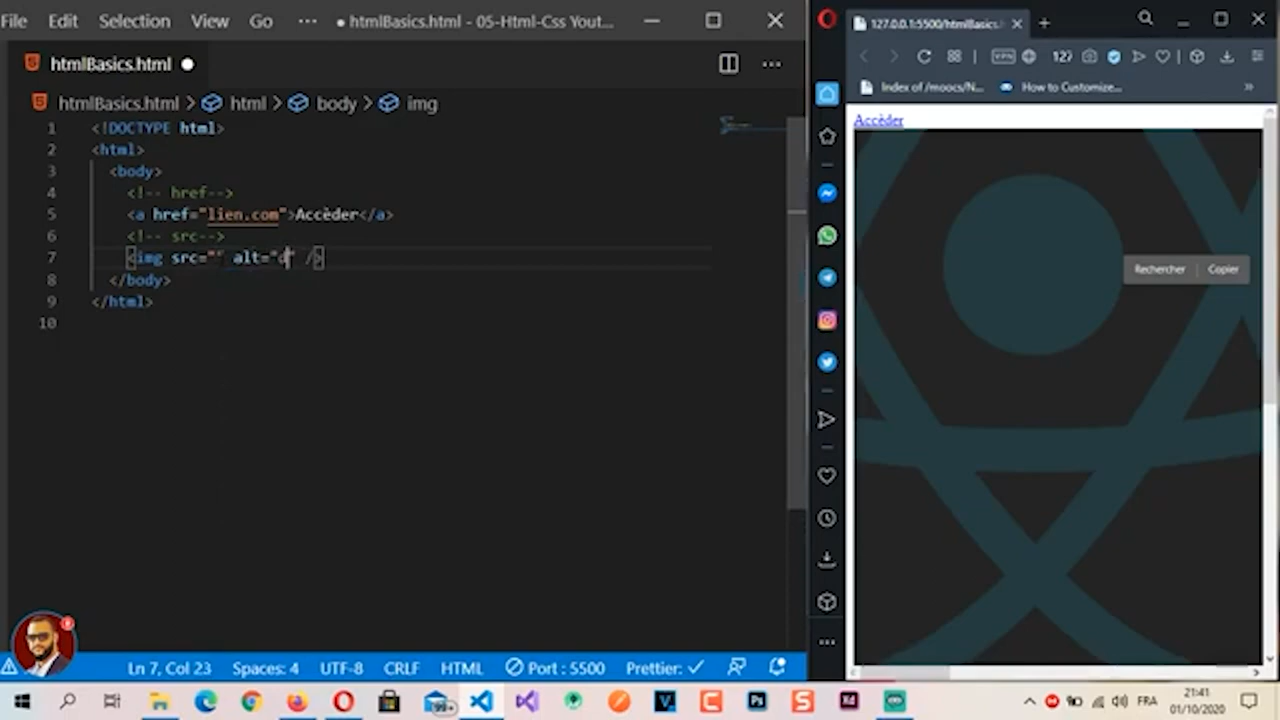 File Edit Selection View Go ··· ● htmlBasics.html - 05-Html-Css Yout...
htmlBasics.html ●
htmlBasics.html > html > body > img
1 <!DOCTYPE html>
2 <html>
3 <body>
4 <!-- href-->
5 <a href="lien.com">Accèder</a>
6 <!-- src-->
7 <img src="" alt="d" />
8 </body>
9 </html>
10
Ln 7, Col 23 Spaces: 4 UTF-8 CRLF HTML Port : 5500 Prettier: ✓
127.0.0.1:5500/htmlBasics.h
VPN 127
Index of /moocs/N... How to Customize...
Accèder
Rechercher Copier
99+
Ps
FRA
21:41
01/10/2020